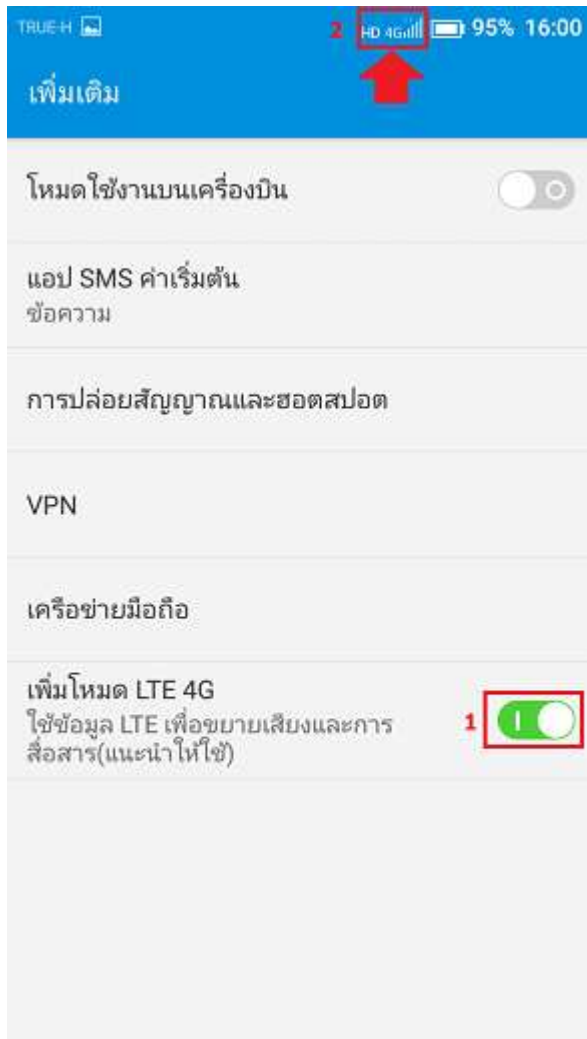 TRUE-H 2 HD 4G 95% 16:00
เพิ่มเติม
โหมดใช้งานบนเครื่องบิน
แอป SMS ค่าเริ่มต้น
ข้อความ
การปล่อยสัญญาณและฮอตสปอต
VPN
เครือข่ายมือถือ
เพิ่มโหมด LTE 4G
ใช้ข้อมูล LTE เพื่อขยายเสียงและการ
สื่อสาร(แนะนำให้ใช้)
1